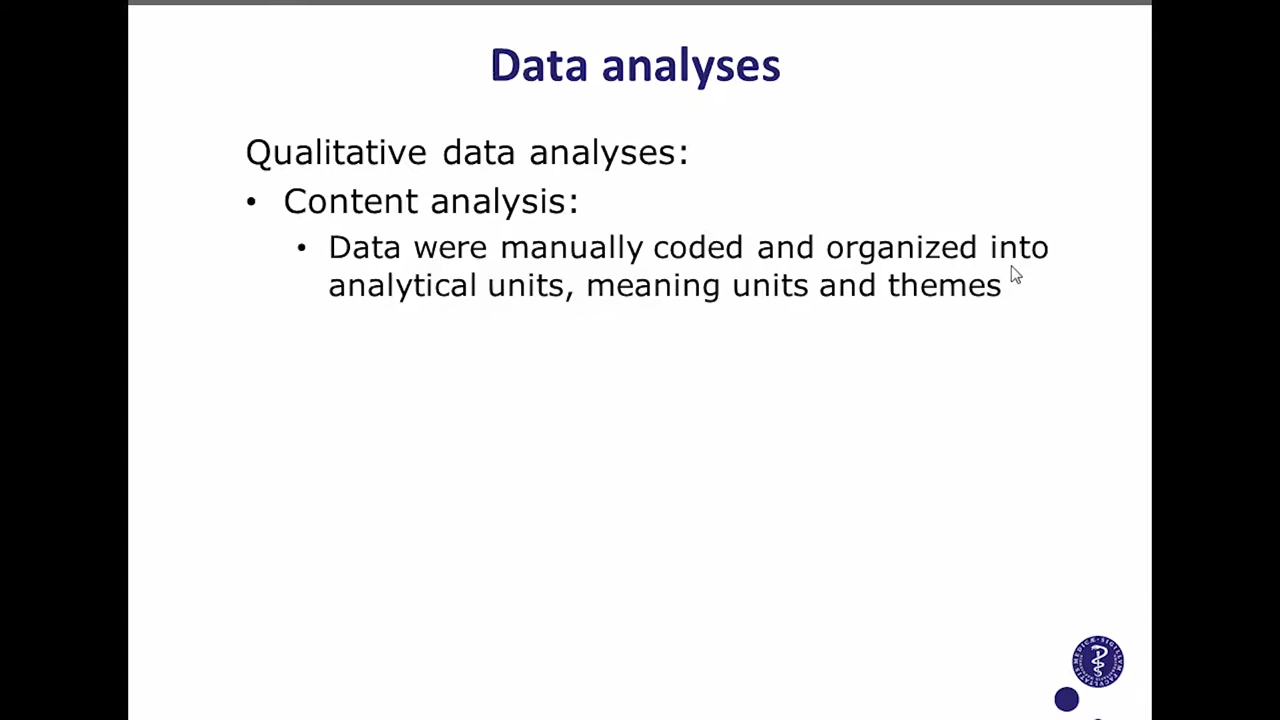 Data analyses
Qualitative data analyses:
• Content analysis:
• Data were manually coded and organized into
analytical units, meaning units and themes